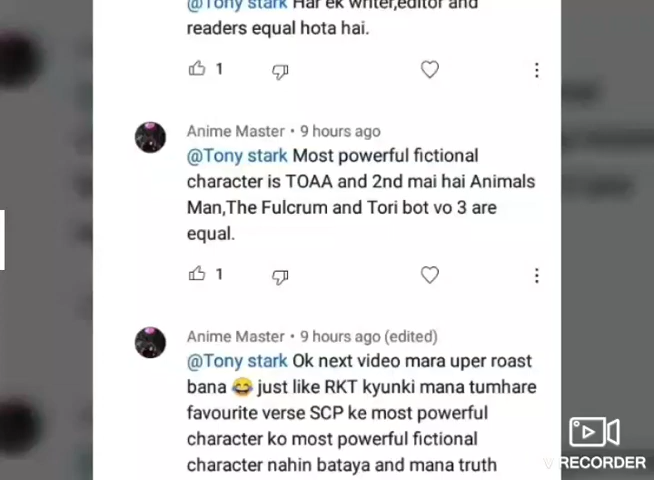 @Tony stark Har ek writer,editor and
readers equal hota hai.
1
Anime Master • 9 hours ago
@Tony stark Most powerful fictional
character is TOAA and 2nd mai hai Animals
Man,The Fulcrum and Tori bot vo 3 are
equal.
1
Anime Master • 9 hours ago (edited)
@Tony stark Ok next video mara uper roast
bana 😂 just like RKT kyunki mana tumhare
favourite verse SCP ke most powerful
character ko most powerful fictional
character nahin bataya and mana truth
V RECORDER